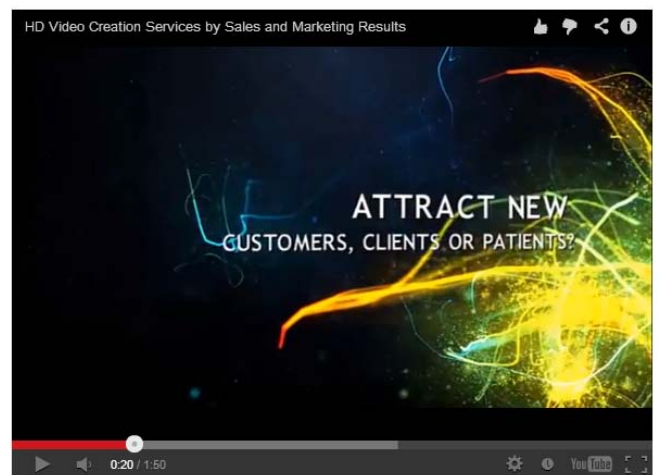 HD Video Creation Services by Sales and Marketing Results
ATTRACT NEW
CUSTOMERS, CLIENTS OR PATIENTS?
0:20 / 1:50
YouTube